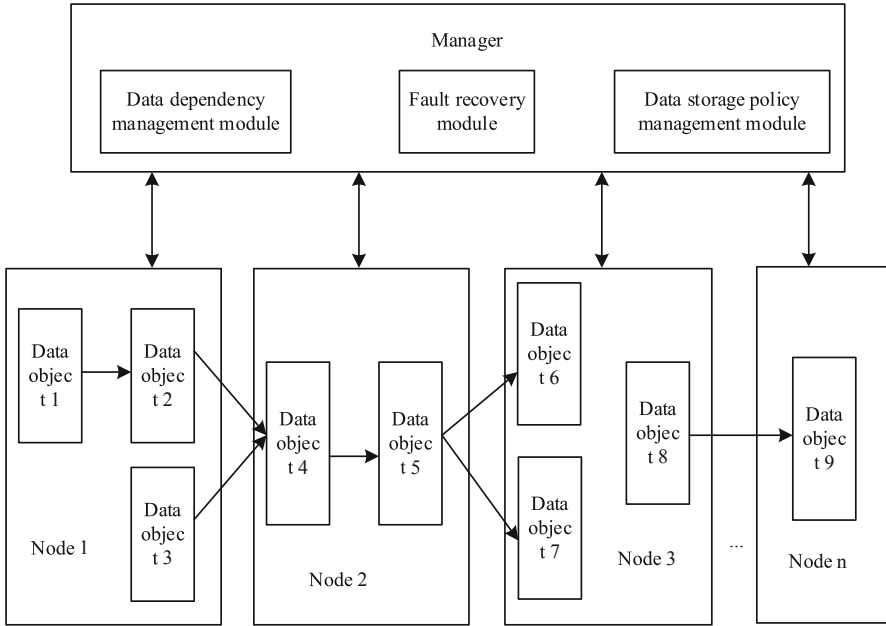 Manager
Data dependency
management module
Fault recovery
module
Data storage policy
management module
Data
objec
t 1
Data
objec
t 2
Data
objec
t 3
Node 1
Data
objec
t 4
Data
objec
t 5
Node 2
Data
objec
t 6
Data
objec
t 7
Data
objec
t 8
Node 3
...
Data
objec
t 9
Node n